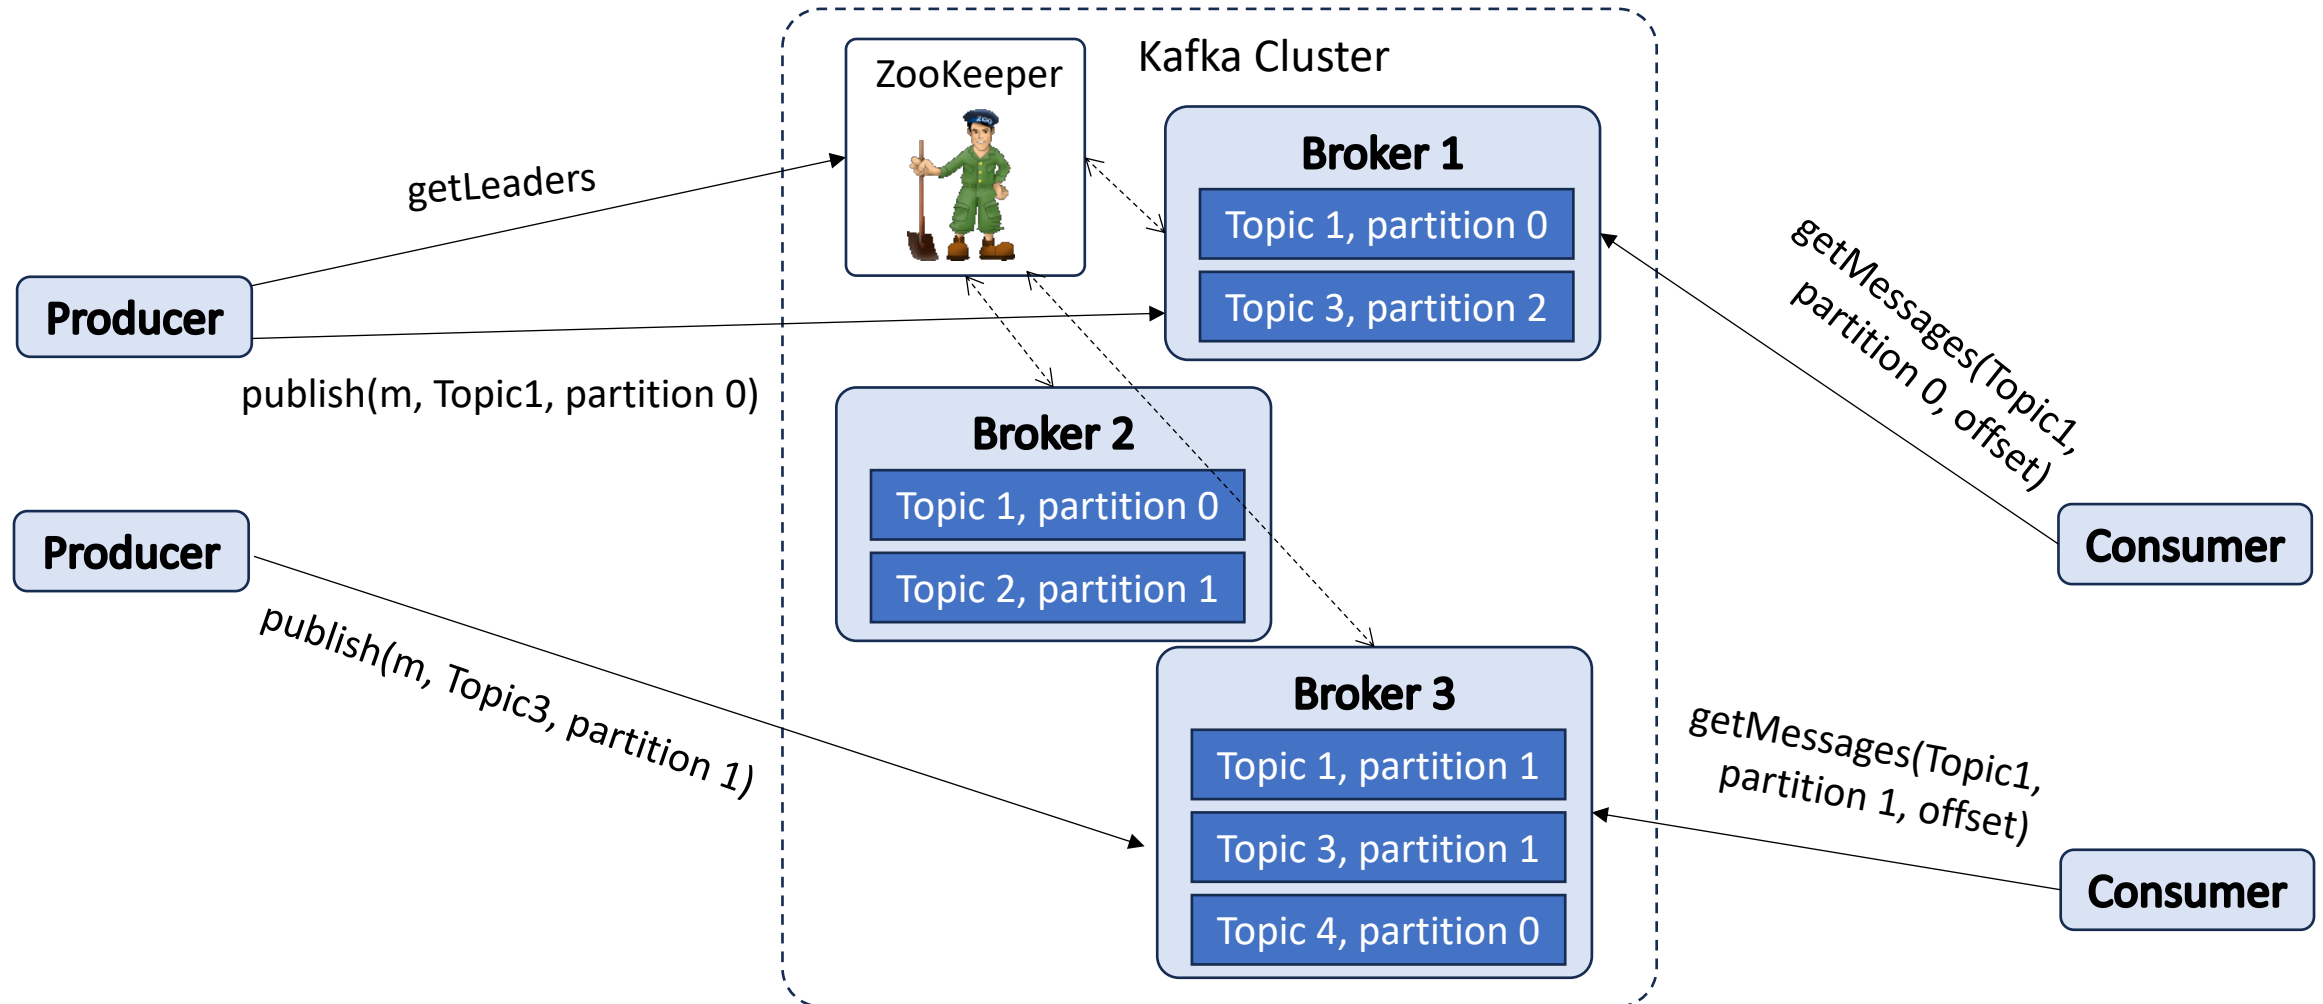 Kafka Cluster
ZooKeeper
ZOO
Broker 1
Topic 1, partition 0
Topic 3, partition 2
getLeaders
Producer
publish(m, Topic1, partition 0)
getMessages(Topic1,
partition 0, offset)
Broker 2
Topic 1, partition 0
Topic 2, partition 1
Producer
publish(m, Topic3, partition 1)
Consumer
Broker 3
Topic 1, partition 1
Topic 3, partition 1
Topic 4, partition 0
getMessages(Topic1,
partition 1, offset)
Consumer